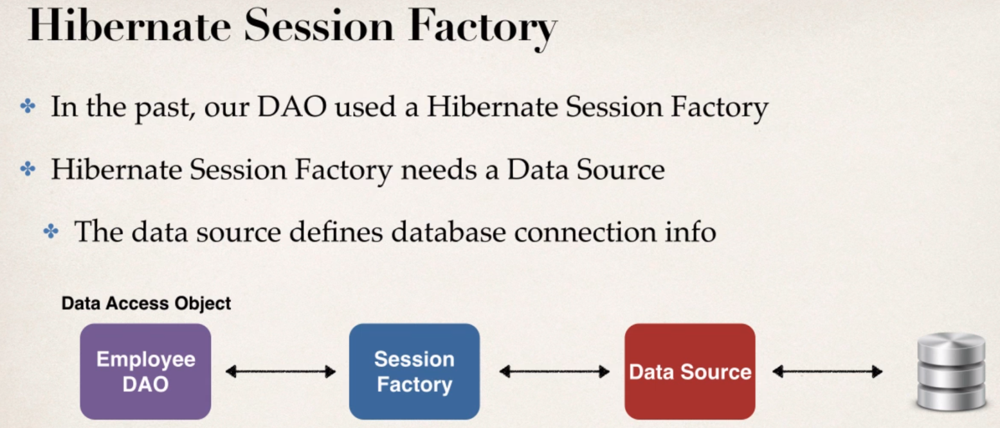 Hibernate Session Factory
In the past, our DAO used a Hibernate Session Factory
Hibernate Session Factory needs a Data Source
The data source defines database connection info
Data Access Object
Employee
DAO
Session
Factory
Data Source